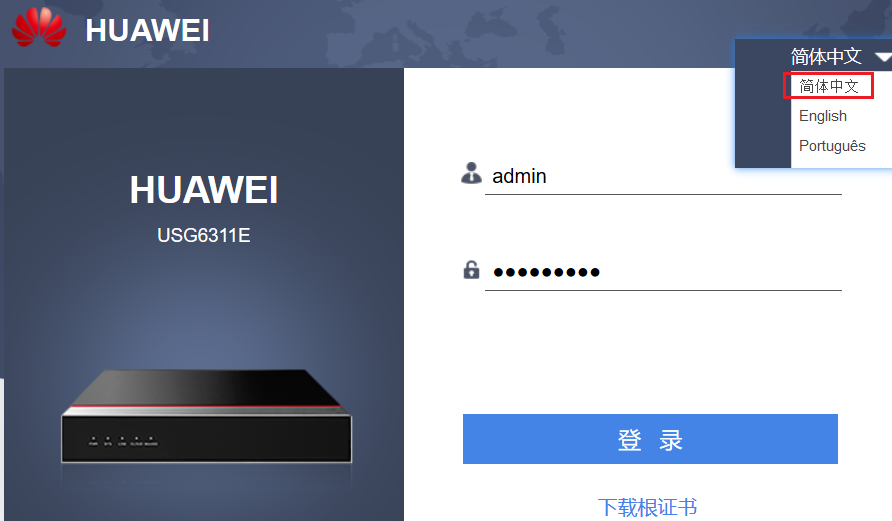 HUAWEI
简体中文
简体中文
English
Português
HUAWEI
USG6311E
admin
●●●●●●●●●
登 录
下载根证书